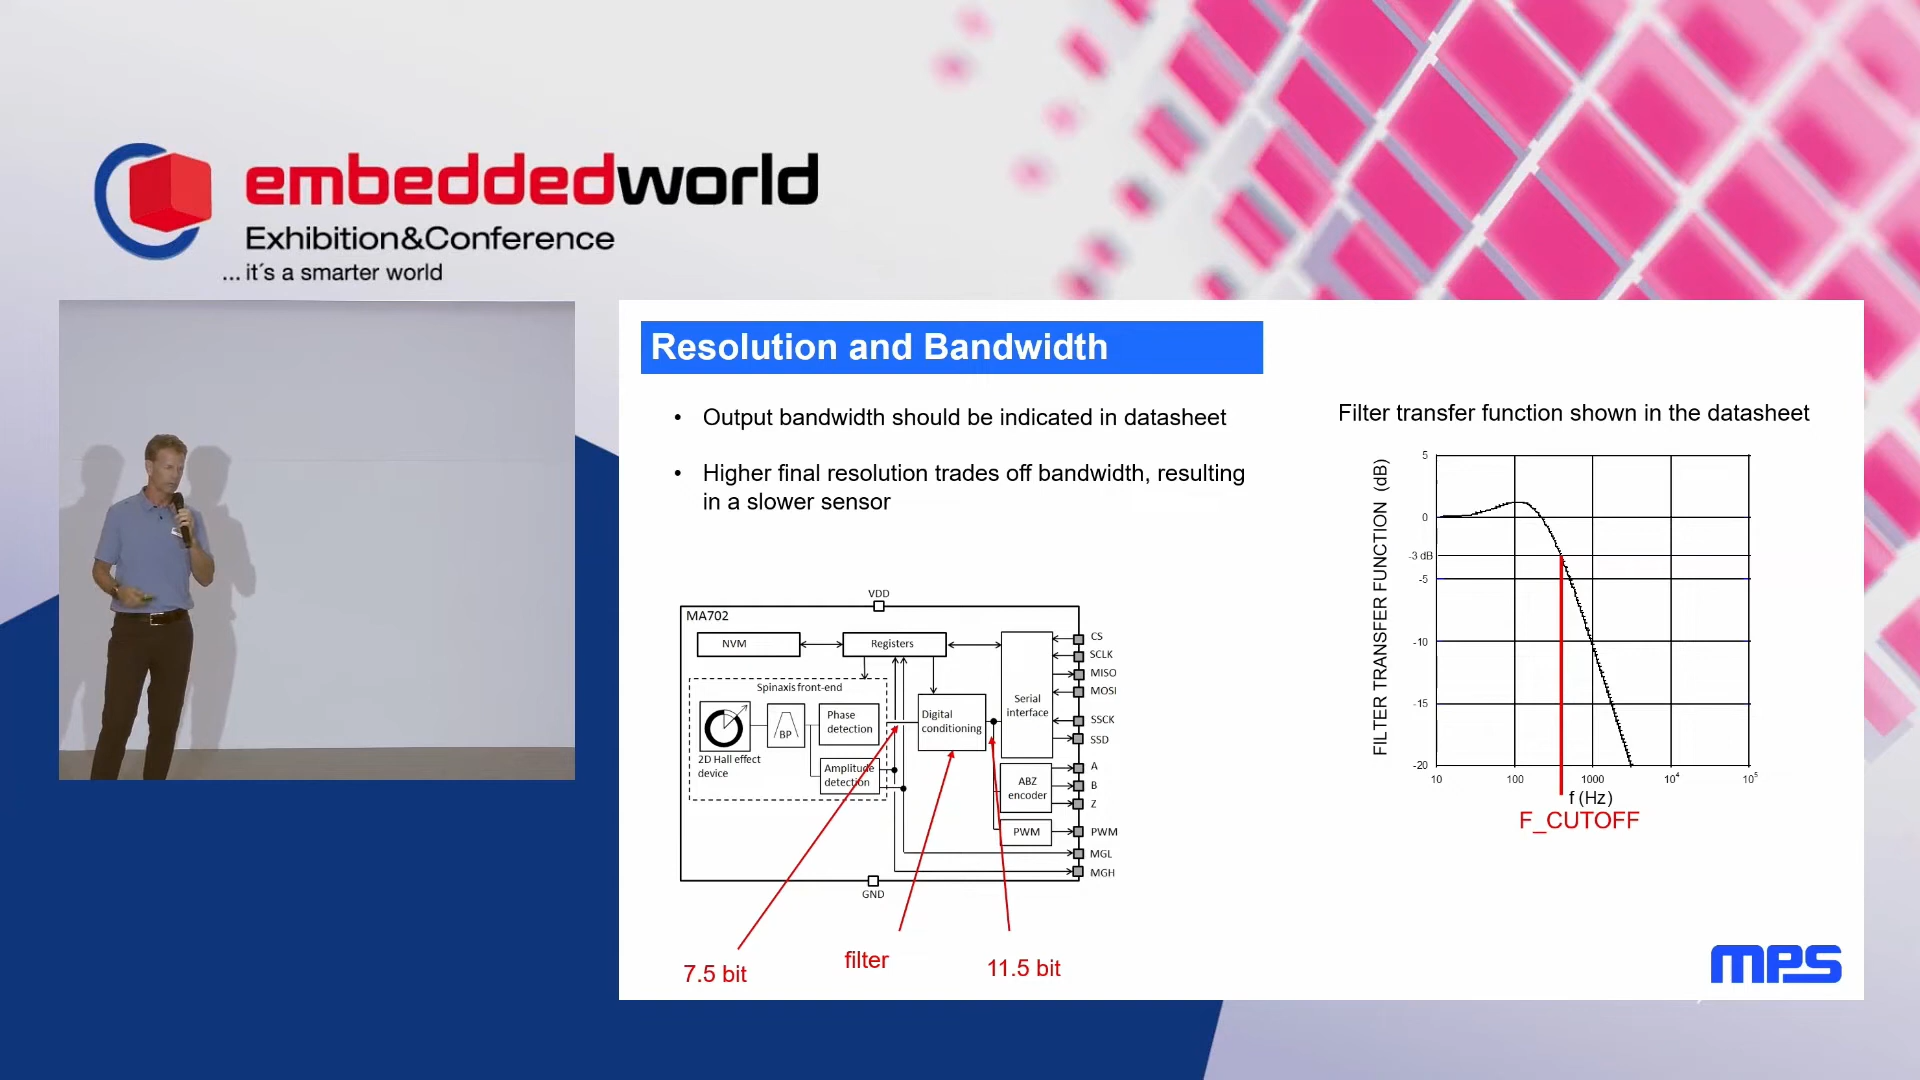 embeddedworld
Exhibition&Conference
... it´s a smarter world
Resolution and Bandwidth
• Output bandwidth should be indicated in datasheet
• Higher final resolution trades off bandwidth, resulting
in a slower sensor
Filter transfer function shown in the datasheet
FILTER TRANSFER FUNCTION (dB)
5
0
-3 dB
-5
-10
-15
-20
10
100
1000
10⁴
10⁵
f (Hz)
F_CUTOFF
VDD
MA702
NVM
Registers
Spinaxis front-end
2D Hall effect
device
BP
Phase
detection
Amplitude
detection
Digital
conditioning
Serial
interface
ABZ
encoder
PWM
CS
SCLK
MISO
MOSI
SSCK
SSD
A
B
Z
PWM
MGL
MGH
GND
7.5 bit
filter
11.5 bit
mps